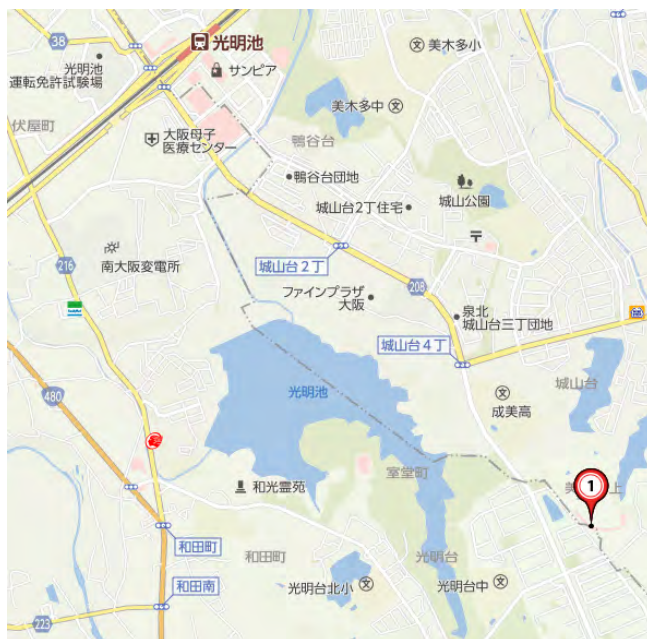 38
光明池
美木多小
光明池
運転免許試験場
サンピア
美木多中
伏屋町
大阪母子
医療センター
鴨谷台
鴨谷台団地
城山台2丁住宅
城山公園
216
南大阪変電所
城山台2丁
208
ファインプラザ
大阪
泉北
城山台三丁団地
城山台4丁
480
光明池
城山台
成美高
室堂町
和光霊苑
美
上
1
和田町
和田町
光明台
和田南
光明台北小
光明台中
223